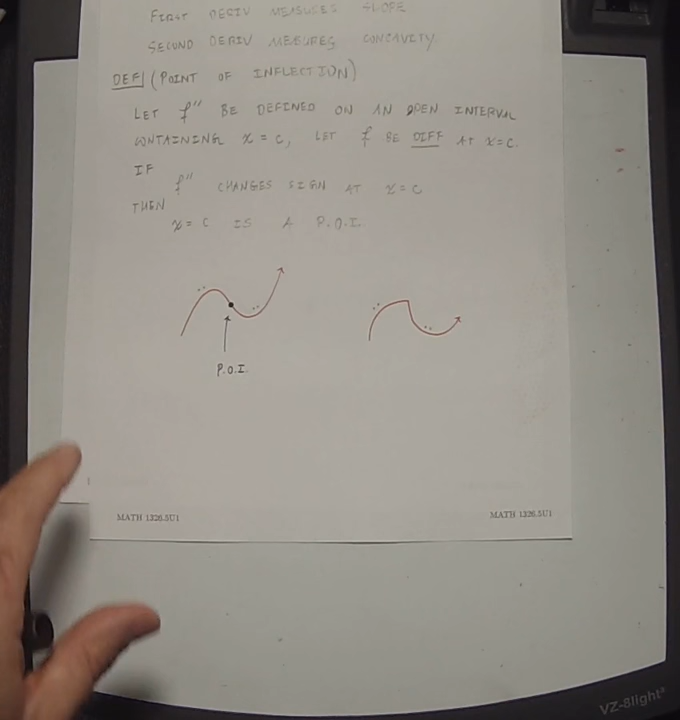 FIRST DERIV MEASURES SLOPE
SECOND DERIV MEASURES CONCAVITY.
DEF (POINT OF INFLECTION)
LET f'' BE DEFINED ON AN OPEN INTERVAL
CONTAINING x = c, LET f BE DIFF AT x=c.
IF
f'' CHANGES SIGN AT x=c
THEN
x=c IS A P.O.I.
P.O.I.
MATH 1326.5U1 MATH 1326.5U1
VZ-8light³